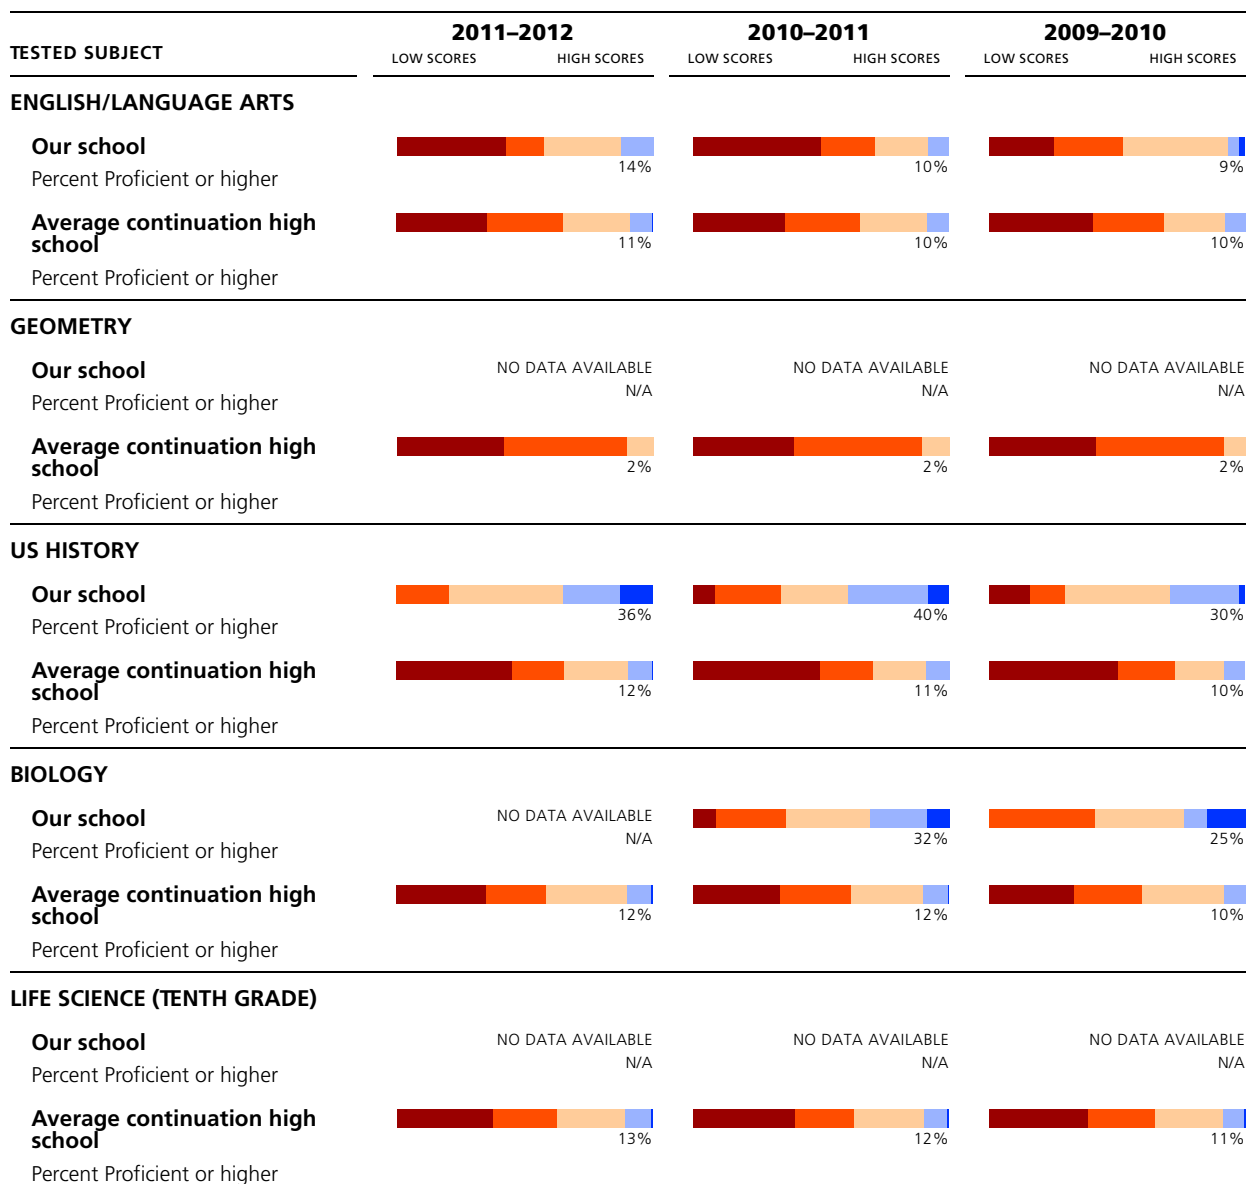 2011–2012 2010–2011 2009–2010
TESTED SUBJECT LOW SCORES HIGH SCORES LOW SCORES HIGH SCORES LOW SCORES HIGH SCORES
ENGLISH/LANGUAGE ARTS
Our school
Percent Proficient or higher 14% 10% 9%
Average continuation high
school 11% 10% 10%
Percent Proficient or higher
GEOMETRY
Our school NO DATA AVAILABLE NO DATA AVAILABLE NO DATA AVAILABLE
Percent Proficient or higher N/A N/A N/A
Average continuation high
school 2% 2% 2%
Percent Proficient or higher
US HISTORY
Our school
Percent Proficient or higher 36% 40% 30%
Average continuation high
school 12% 11% 10%
Percent Proficient or higher
BIOLOGY
Our school NO DATA AVAILABLE
Percent Proficient or higher N/A 32% 25%
Average continuation high
school 12% 12% 10%
Percent Proficient or higher
LIFE SCIENCE (TENTH GRADE)
Our school NO DATA AVAILABLE NO DATA AVAILABLE NO DATA AVAILABLE
Percent Proficient or higher N/A N/A N/A
Average continuation high
school 13% 12% 11%
Percent Proficient or higher